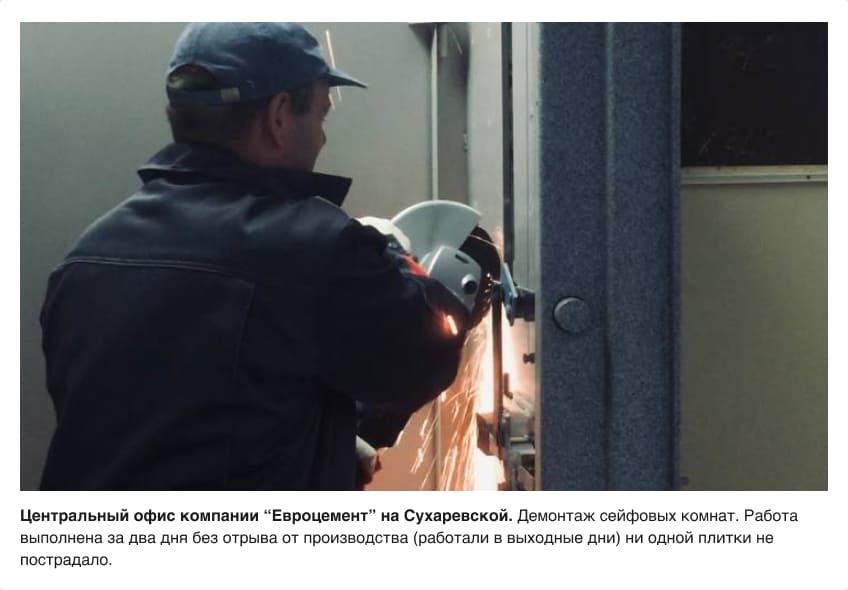 Центральный офис компании “Евроцемент” на Сухаревской. Демонтаж сейфовых комнат. Работа
выполнена за два дня без отрыва от производства (работали в выходные дни) ни одной плитки не
пострадало.